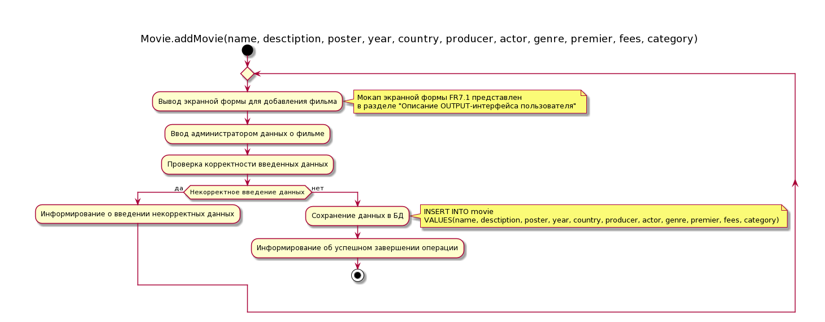 Movie.addMovie(name, desctiption, poster, year, country, producer, actor, genre, premier, fees, category)
Вывод экранной формы для добавления фильма
Мокап экранной формы FR7.1 представлен
в разделе "Описание OUTPUT-интерфейса пользователя"
Ввод администратором данных о фильме
Проверка корректности введенных данных
да
Некорректное введение данных
нет
Информирование о введении некорректных данных
Сохранение данных в БД
INSERT INTO movie
VALUES(name, desctiption, poster, year, country, producer, actor, genre, premier, fees, category)
Информирование об успешном завершении операции